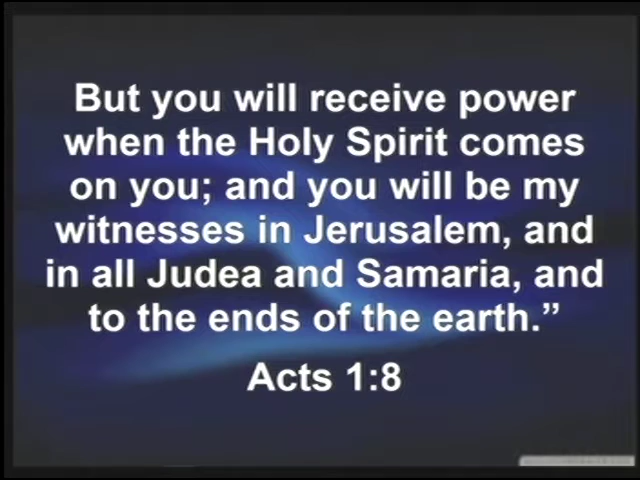 But you will receive power
when the Holy Spirit comes
on you; and you will be my
witnesses in Jerusalem, and
in all Judea and Samaria, and
to the ends of the earth.”
Acts 1:8